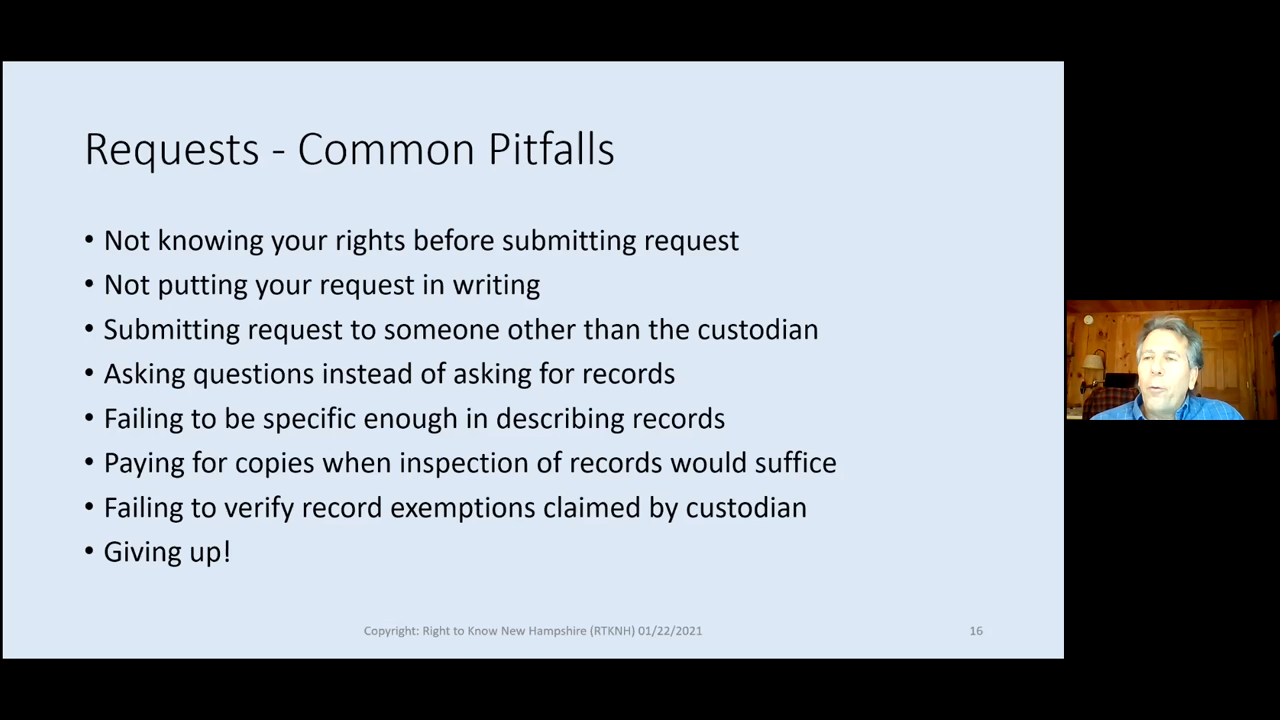 Requests - Common Pitfalls
• Not knowing your rights before submitting request
• Not putting your request in writing
• Submitting request to someone other than the custodian
• Asking questions instead of asking for records
• Failing to be specific enough in describing records
• Paying for copies when inspection of records would suffice
• Failing to verify record exemptions claimed by custodian
• Giving up!
Copyright: Right to Know New Hampshire (RTKNH) 01/22/2021
16